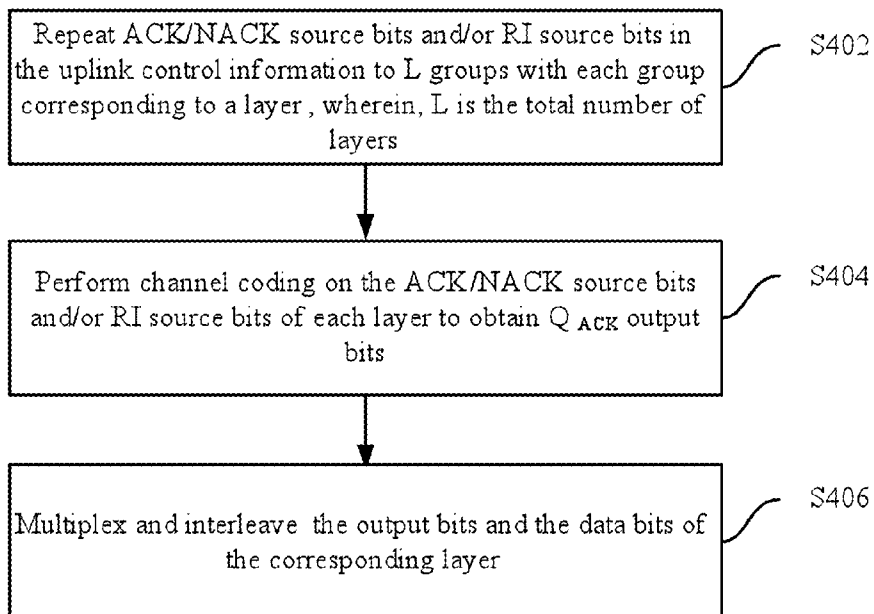 Repeat ACK/NACK source bits and/or RI source bits in
the uplink control information to L groups with each group
corresponding to a layer , wherein, L is the total number of
layers
S402
Perform channel coding on the ACK/NACK source bits
and/or RI source bits of each layer to obtain Q ACK output
bits
S404
Multiplex and interleave the output bits and the data bits of
the corresponding layer
S406